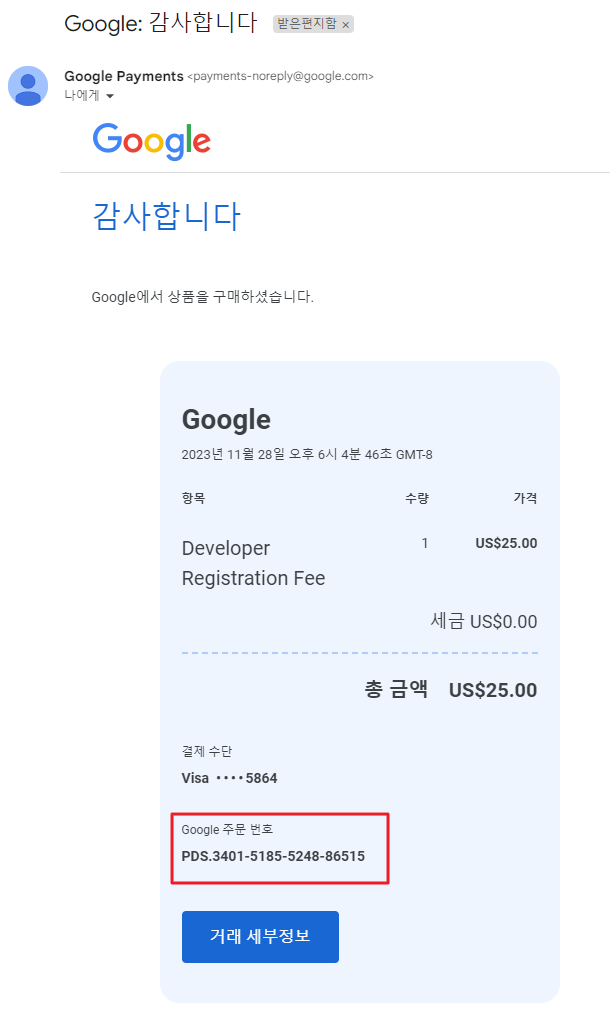 Google: 감사합니다 받은편지함 ×
Google Payments <payments-noreply@google.com>
나에게
Google
감사합니다
Google에서 상품을 구매하셨습니다.
Google
2023년 11월 28일 오후 6시 4분 46초 GMT-8
항목 수량 가격
Developer 1 US$25.00
Registration Fee
세금 US$0.00
총 금액 US$25.00
결제 수단
Visa ････5864
Google 주문 번호
PDS.3401-5185-5248-86515
거래 세부정보